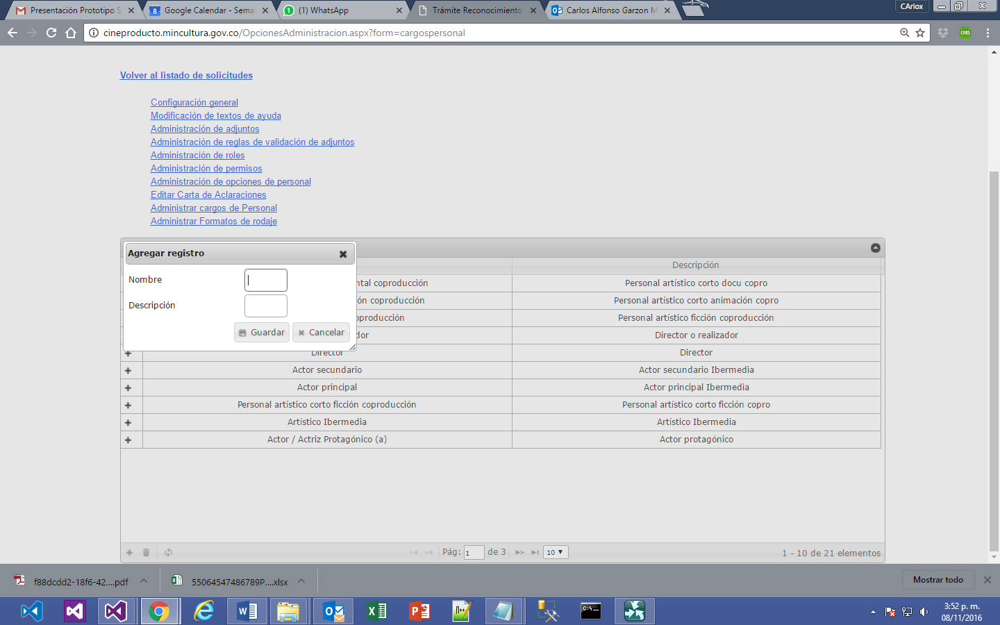 CArlox
Presentación Prototipo S
Google Calendar - Sema
(1) WhatsApp
Trámite Reconocimiento
Carlos Alfonso Garzon M
cineproducto.mincultura.gov.co/OpcionesAdministracion.aspx?form=cargospersonal
CORS
Volver al listado de solicitudes
Configuración general
Modificación de textos de ayuda
Administración de adjuntos
Administración de reglas de validación de adjuntos
Administración de roles
Administración de permisos
Administración de opciones de personal
Editar Carta de Aclaraciones
Administrar cargos de Personal
Administrar Formatos de rodaje
Agregar registro
Nombre
Descripción
Guardar Cancelar
Descripción
ntal coproducción Personal artístico corto docu copro
ón coproducción Personal artístico corto animación copro
oproducción Personal artístico ficción coproducción
dor Director o realizador
Director Director
Actor secundario Actor secundario Ibermedia
Actor principal Actor principal Ibermedia
Personal artístico corto ficción coproducción Personal artístico corto ficción copro
Artístico Ibermedia Artístico Ibermedia
Actor / Actriz Protagónico (a) Actor protagónico
Pág: 1 de 3 10 1 - 10 de 21 elementos
f88dcdd2-18f6-42....pdf
55064547486789P....xlsx
Mostrar todo
3:52 p. m.
08/11/2016